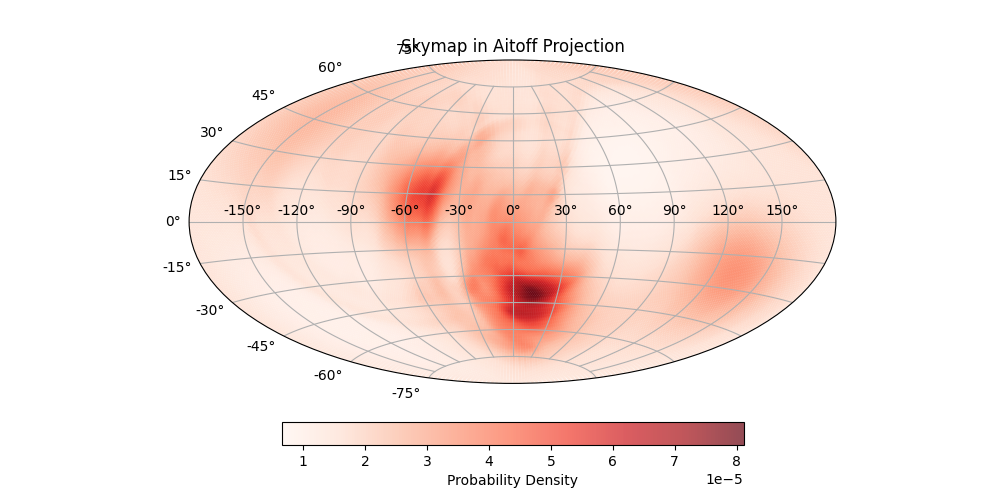 Skymap in Aitoff Projection
75°
60°
45°
30°
15°
-150° -120° -90° -60° -30° 0° 30° 60° 90° 120° 150°
0°
-15°
-30°
-45°
-60°
-75°
1 2 3 4 5 6 7 8
1e−5
Probability Density